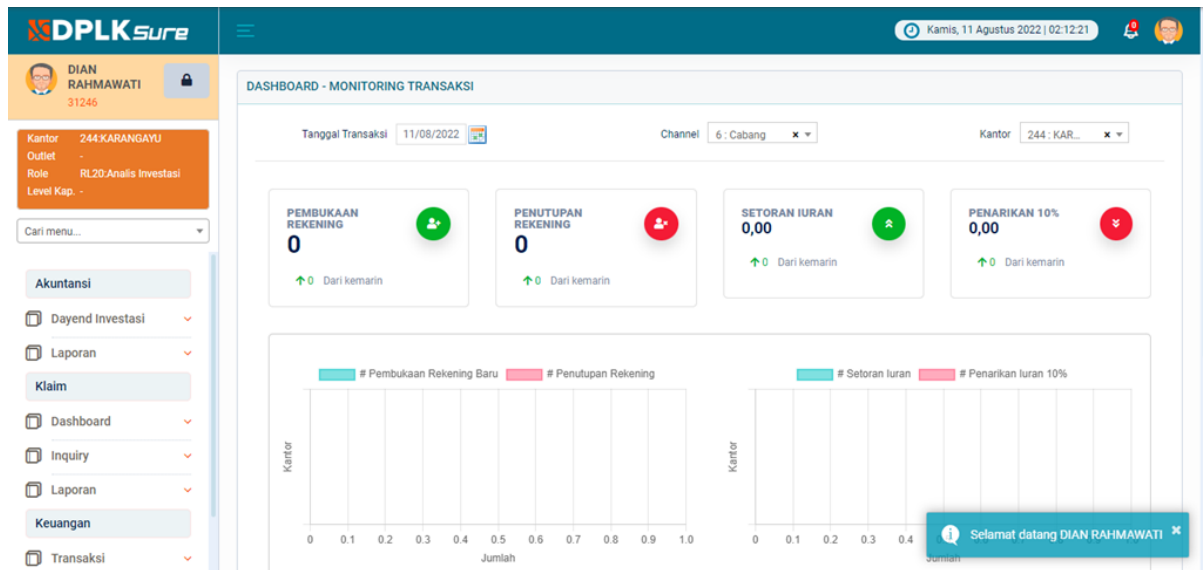 DPLKSure
Kamis, 11 Agustus 2022 | 02:12:21
DIAN
RAHMAWATI
31246
Kantor 244:KARANGAYU
Outlet -
Role RL20:Analis Investasi
Level Kap. -
Cari menu...
Akuntansi
Dayend Investasi
Laporan
Klaim
Dashboard
Inquiry
Laporan
Keuangan
Transaksi
DASHBOARD - MONITORING TRANSAKSI
Tanggal Transaksi 11/08/2022
Channel 6 : Cabang x
Kantor 244 : KAR... x
PEMBUKAAN
REKENING
0
0 Dari kemarin
PENUTUPAN
REKENING
0
0 Dari kemarin
SETORAN IURAN
0,00
0 Dari kemarin
PENARIKAN 10%
0,00
0 Dari kemarin
# Pembukaan Rekening Baru # Penutupan Rekening
Kantor
0 0.1 0.2 0.3 0.4 0.5 0.6 0.7 0.8 0.9 1.0
Jumlah
# Setoran Iuran # Penarikan Iuran 10%
Kantor
0 0.1 0.2 0.3 0.4
Jumlah
Selamat datang DIAN RAHMAWATI ×